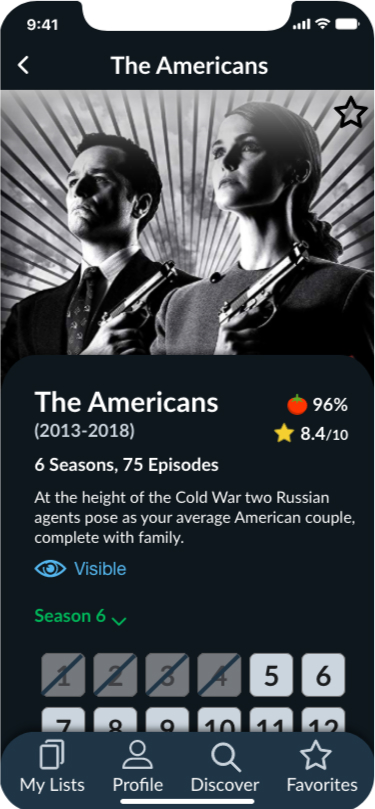 9:41
The Americans
The Americans
96%
(2013-2018)
8.4/10
6 Seasons, 75 Episodes
At the height of the Cold War two Russian
agents pose as your average American couple,
complete with family.
Visible
Season 6
1 2 3 4 5 6
7 8 9 10 11 12
My Lists Profile Discover Favorites